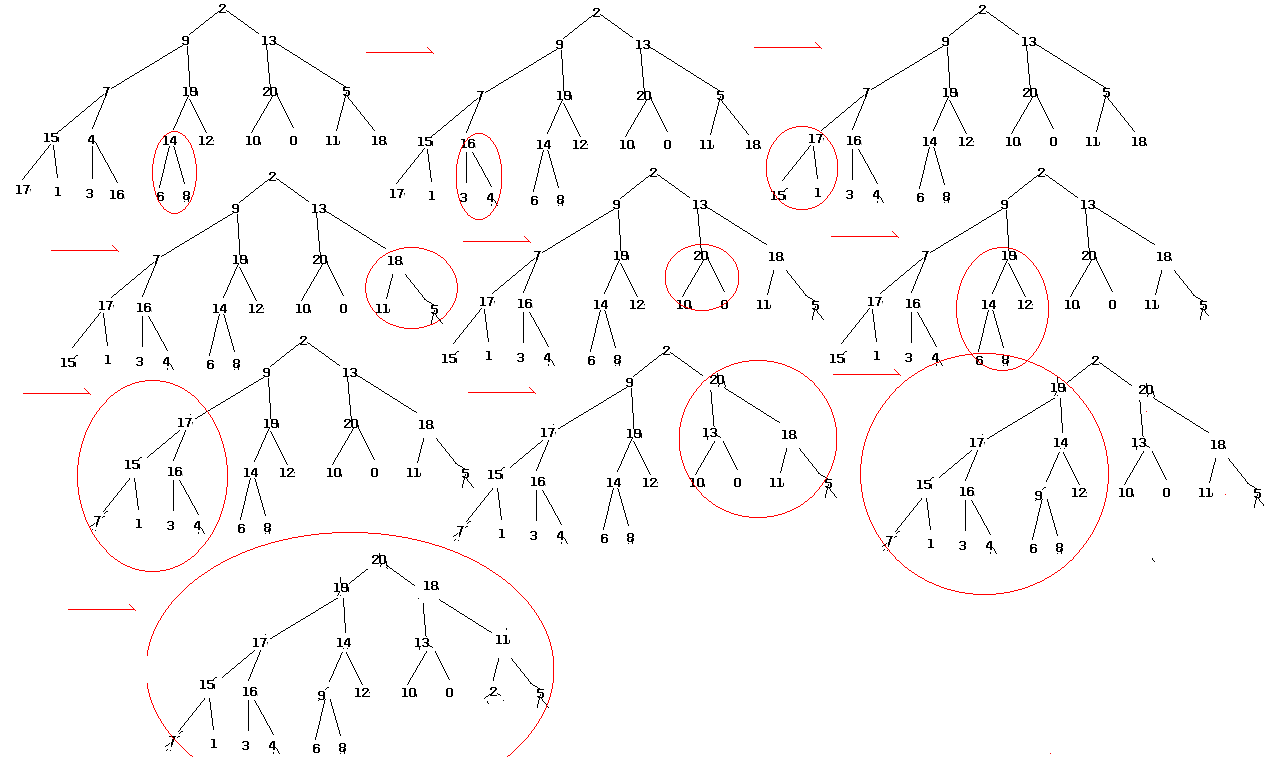 2 2 2
9 13 9 13 9 13
7 19 20 5 7 19 20 5 7 19 20 5
15 4 14 12 10 0 11 18 15 16 14 12 10 0 11 18 17 16 14 12 10 0 11 18
17 1 3 16 6 8 17 1 3 4 6 8 15 1 3 4 6 8
2 2 2
9 13 9 13 9 13
7 19 20 18 7 19 20 18 7 19 20 18
17 16 14 12 10 0 11 5 17 16 14 12 10 0 11 5 17 16 14 12 10 0 11 5
15 1 3 4 6 8 15 1 3 4 6 8 15 1 3 4 6 8
2 2 2
9 13 9 20 19 20
17 19 20 18 17 19 13 18 17 14 13 18
15 16 14 12 10 0 11 5 15 16 14 12 10 0 11 5 15 16 9 12 10 0 11 5
7 1 3 4 6 8 7 1 3 4 6 8 7 1 3 4 6 8
20
19 18
17 14 13 11
15 16 9 12 10 0 2 5
7 1 3 4 6 8